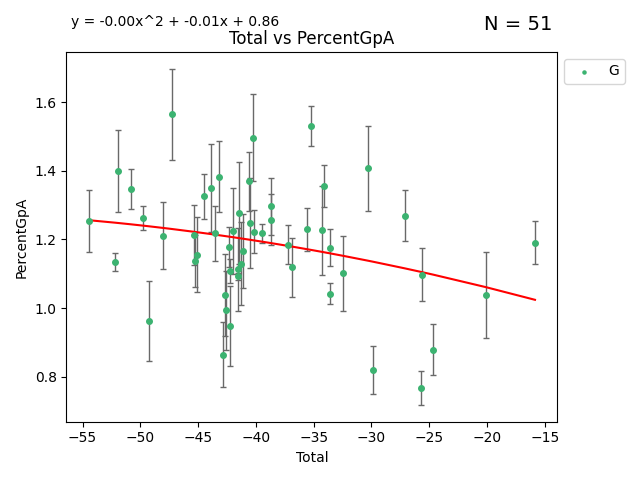 y = -0.00x^2 + -0.01x + 0.86
N = 51
Total vs PercentGpA
G
PercentGpA
1.6
1.4
1.2
1.0
0.8
−55 −50 −45 −40 −35 −30 −25 −20 −15
Total